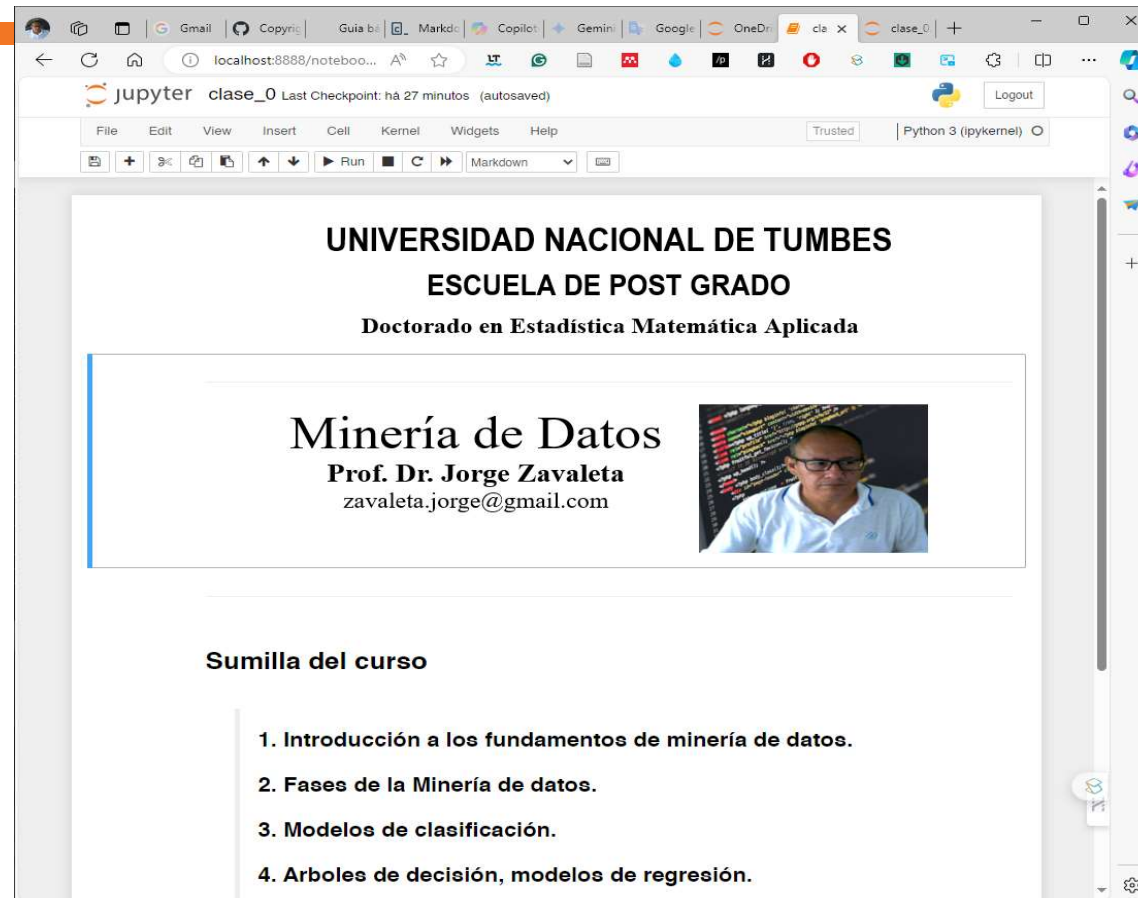 Gmail
Copyrig
Guia bá
Markdo
Copilot
Gemini
Google
OneDri
cla
clase_0
localhost:8888/noteboo...
jupyter clase_0 Last Checkpoint: há 27 minutos (autosaved)
Logout
File Edit View Insert Cell Kernel Widgets Help
Trusted
Python 3 (ipykernel)
Run
Markdown
UNIVERSIDAD NACIONAL DE TUMBES
ESCUELA DE POST GRADO
Doctorado en Estadística Matemática Aplicada
Minería de Datos
Prof. Dr. Jorge Zavaleta
zavaleta.jorge@gmail.com
Sumilla del curso
1. Introducción a los fundamentos de minería de datos.
2. Fases de la Minería de datos.
3. Modelos de clasificación.
4. Arboles de decisión, modelos de regresión.